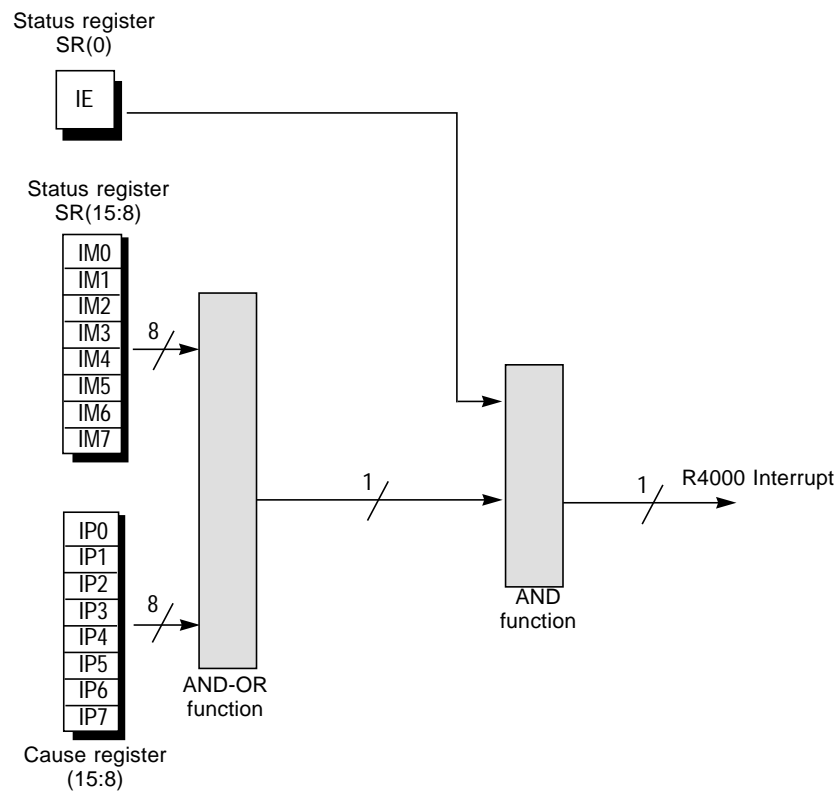 Status register
SR(0)
IE
Status register
SR(15:8)
IM0
IM1
IM2
IM3
IM4
IM5
IM6
IM7
8
IP0
IP1
IP2
IP3
IP4
IP5
IP6
IP7
8
Cause register
(15:8)
AND-OR
function
1
AND
function
1
R4000 Interrupt